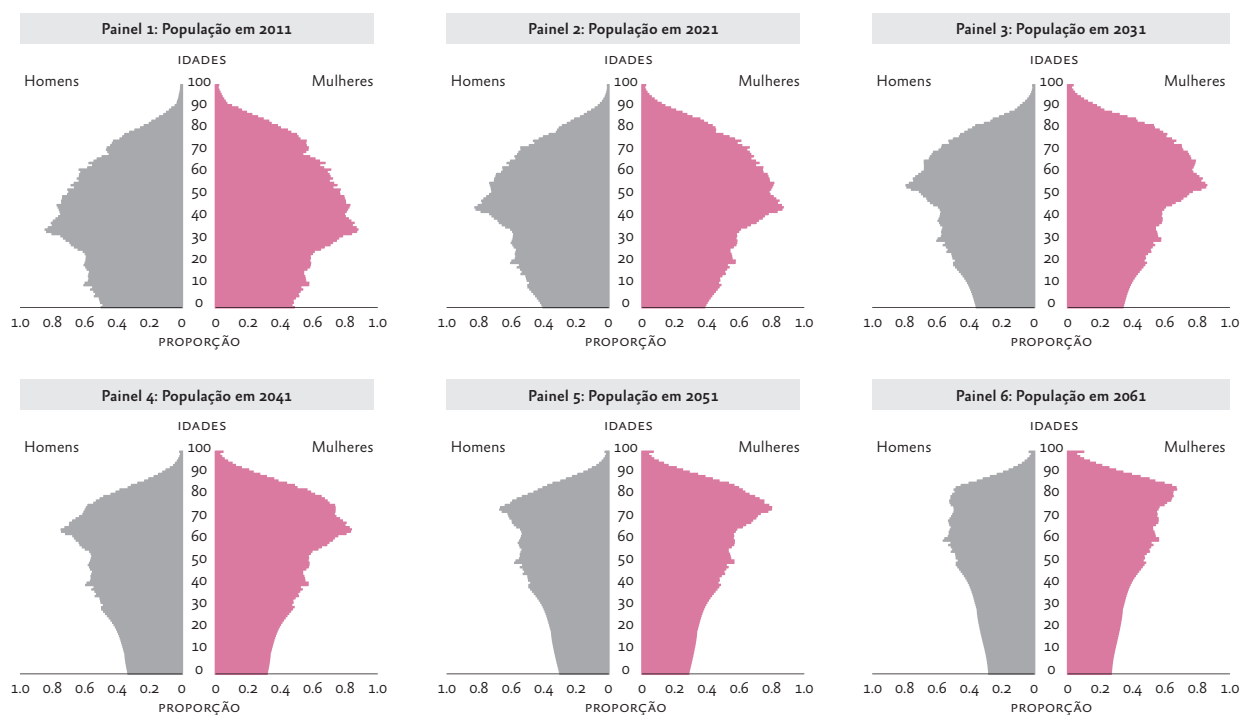 Painel 1: População em 2011
IDADES
Homens
Mulheres
100
90
80
70
60
50
40
30
20
10
0
1.0 0.8 0.6 0.4 0.2 0 0 0.2 0.4 0.6 0.8 1.0
PROPORÇÃO
Painel 2: População em 2021
IDADES
Homens
Mulheres
100
90
80
70
60
50
40
30
20
10
0
1.0 0.8 0.6 0.4 0.2 0 0 0.2 0.4 0.6 0.8 1.0
PROPORÇÃO
Painel 3: População em 2031
IDADES
Homens
Mulheres
100
90
80
70
60
50
40
30
20
10
0
1.0 0.8 0.6 0.4 0.2 0 0 0.2 0.4 0.6 0.8 1.0
PROPORÇÃO
Painel 4: População em 2041
IDADES
Homens
Mulheres
100
90
80
70
60
50
40
30
20
10
0
1.0 0.8 0.6 0.4 0.2 0 0 0.2 0.4 0.6 0.8 1.0
PROPORÇÃO
Painel 5: População em 2051
IDADES
Homens
Mulheres
100
90
80
70
60
50
40
30
20
10
0
1.0 0.8 0.6 0.4 0.2 0 0 0.2 0.4 0.6 0.8 1.0
PROPORÇÃO
Painel 6: População em 2061
IDADES
Homens
Mulheres
100
90
80
70
60
50
40
30
20
10
0
1.0 0.8 0.6 0.4 0.2 0 0 0.2 0.4 0.6 0.8 1.0
PROPORÇÃO